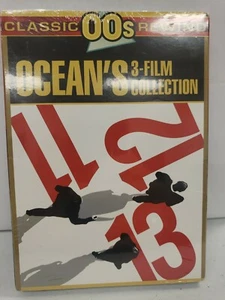 CLASSIC 00s
OCEAN'S 3-FILM
COLLECTION
11
12
13